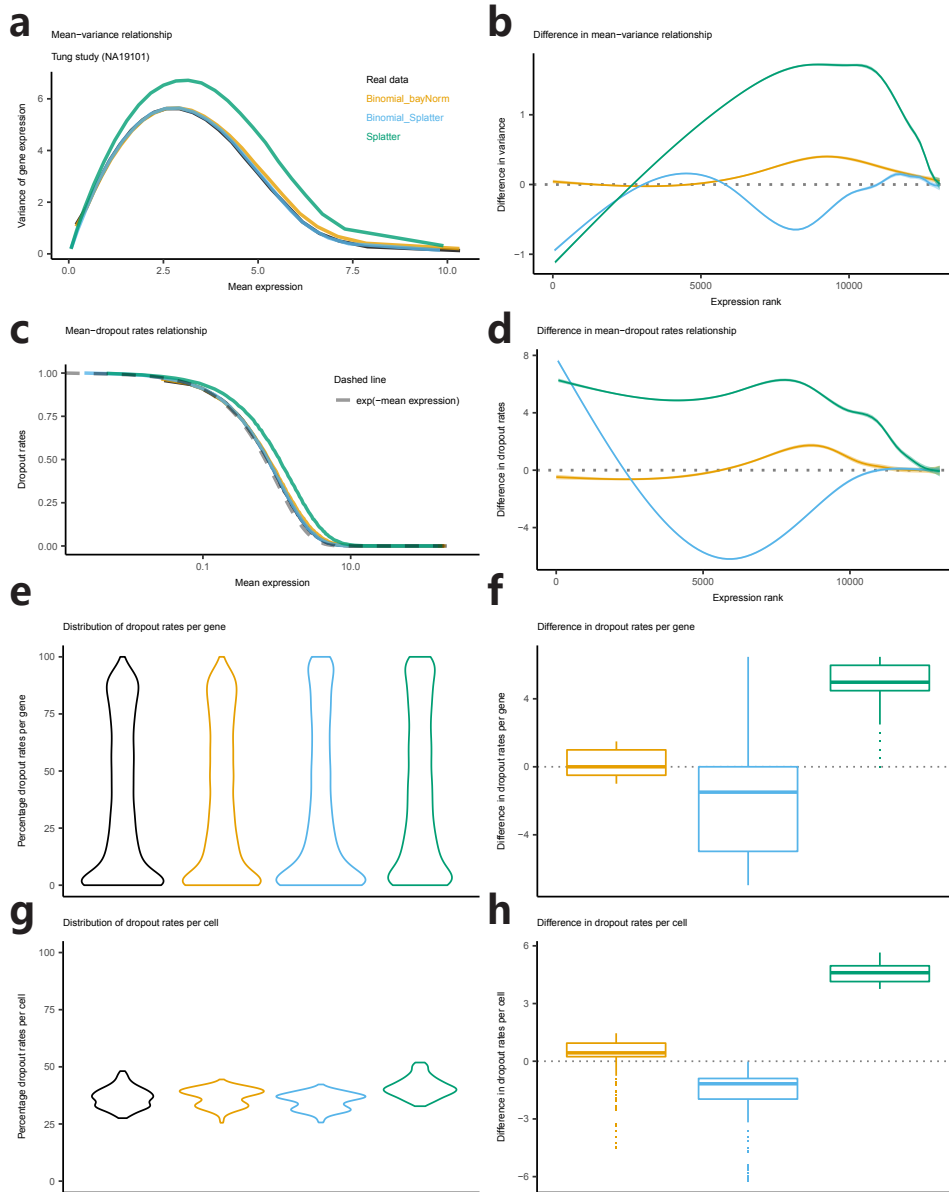 a
Mean−variance relationship
Tung study (NA19101)
Variance of gene expression
6
4
2
0
Real data
Binomial_bayNorm
Binomial_Splatter
Splatter
0.0
2.5
5.0
7.5
10.0
Mean expression
b
Difference in mean−variance relationship
Difference in variance
1
0
−1
0
5000
10000
Expression rank
c
Mean−dropout rates relationship
Dropout rates
1.00
0.75
0.50
0.25
0.00
Dashed line
exp(−mean expression)
0.1
10.0
Mean expression
d
Difference in mean−dropout rates relationship
Difference in dropout rates
8
4
0
−4
0
5000
10000
Expression rank
e
Distribution of dropout rates per gene
Percentage dropout rates per gene
100
75
50
25
0
f
Difference in dropout rates per gene
Difference in dropout rates per gene
4
0
−4
g
Distribution of dropout rates per cell
Percentage dropout rates per cell
100
75
50
25
0
h
Difference in dropout rates per cell
Difference in dropout rates per cell
6
3
0
−3
−6